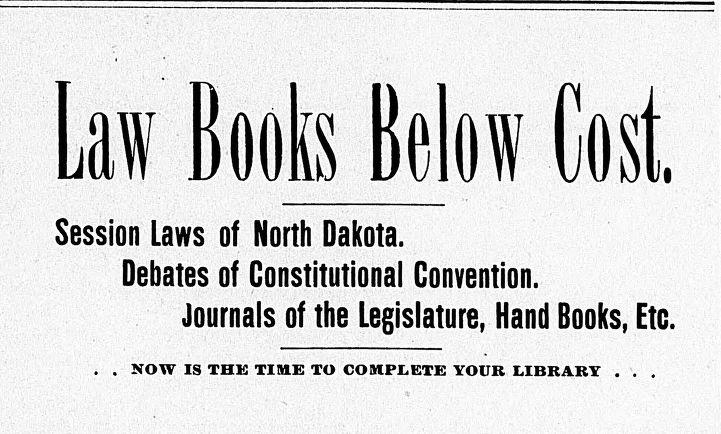 Law Books Below Cost.
Session Laws of North Dakota.
Debates of Constitutional Convention.
Journals of the Legislature, Hand Books, Etc.
. . NOW IS THE TIME TO COMPLETE YOUR LIBRARY . . .